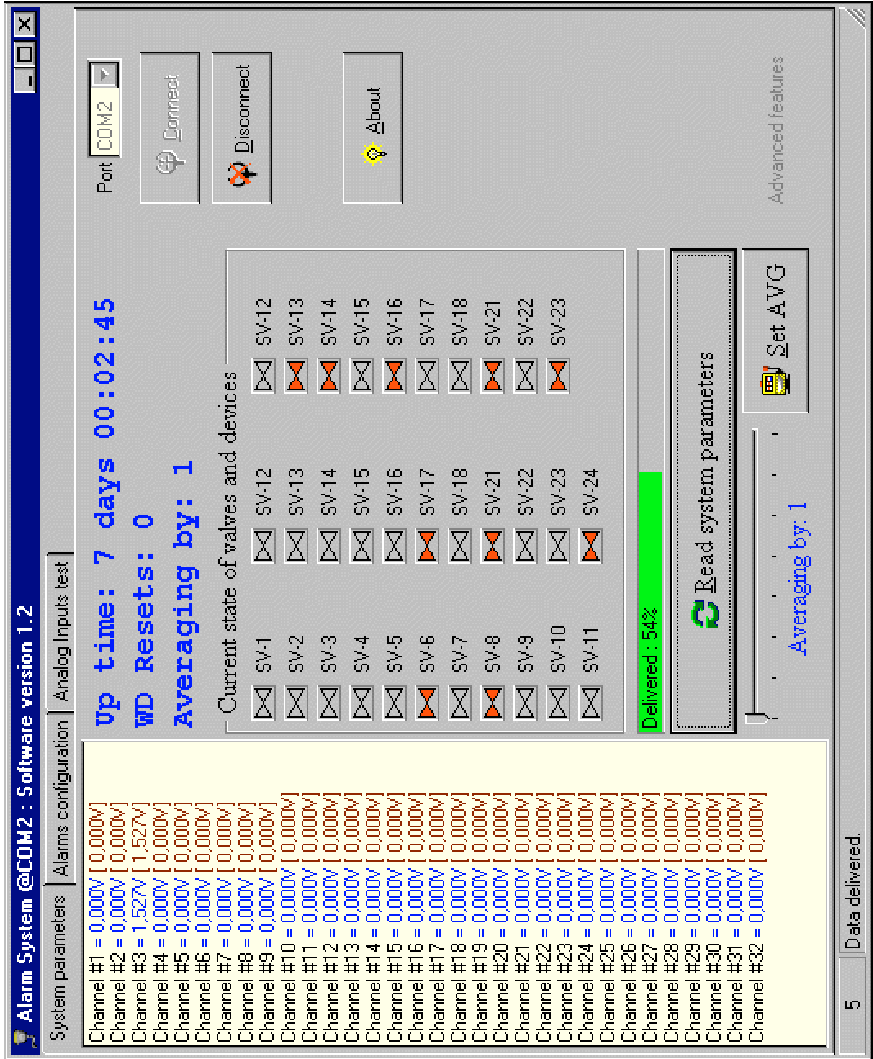 Alarm System @COM2 : Software version 1.2
System parameters
Alarms configuration
Analog Inputs test
Channel #1 = 0,000V [ 0,000V]
Channel #2 = 0,000V [ 0,000V]
Channel #3 = 1,527V [ 1,527V]
Channel #4 = 0,000V [ 0,000V]
Channel #5 = 0,000V [ 0,000V]
Channel #6 = 0,000V [ 0,000V]
Channel #7 = 0,000V [ 0,000V]
Channel #8 = 0,000V [ 0,000V]
Channel #9 = 0,000V [ 0,000V]
Channel #10 = 0,000V [ 0,000V]
Channel #11 = 0,000V [ 0,000V]
Channel #12 = 0,000V [ 0,000V]
Channel #13 = 0,000V [ 0,000V]
Channel #14 = 0,000V [ 0,000V]
Channel #15 = 0,000V [ 0,000V]
Channel #16 = 0,000V [ 0,000V]
Channel #17 = 0,000V [ 0,000V]
Channel #18 = 0,000V [ 0,000V]
Channel #19 = 0,000V [ 0,000V]
Channel #20 = 0,000V [ 0,000V]
Channel #21 = 0,000V [ 0,000V]
Channel #22 = 0,000V [ 0,000V]
Channel #23 = 0,000V [ 0,000V]
Channel #24 = 0,000V [ 0,000V]
Channel #25 = 0,000V [ 0,000V]
Channel #26 = 0,000V [ 0,000V]
Channel #27 = 0,000V [ 0,000V]
Channel #28 = 0,000V [ 0,000V]
Channel #29 = 0,000V [ 0,000V]
Channel #30 = 0,000V [ 0,000V]
Channel #31 = 0,000V [ 0,000V]
Channel #32 = 0,000V [ 0,000V]
Up time: 7 days 00:02:45
WD Resets: 0
Averaging by: 1
Current state of valves and devices
SV-1
SV-2
SV-3
SV-4
SV-5
SV-6
SV-7
SV-8
SV-9
SV-10
SV-11
SV-12
SV-13
SV-14
SV-15
SV-16
SV-17
SV-18
SV-21
SV-22
SV-23
SV-24
SV-12
SV-13
SV-14
SV-15
SV-16
SV-17
SV-18
SV-21
SV-22
SV-23
Delivered : 54%
Read system parameters
Averaging by: 1
Set AVG
Port COM2
Connect
Disconnect
About
Advanced features
5
Data delivered.